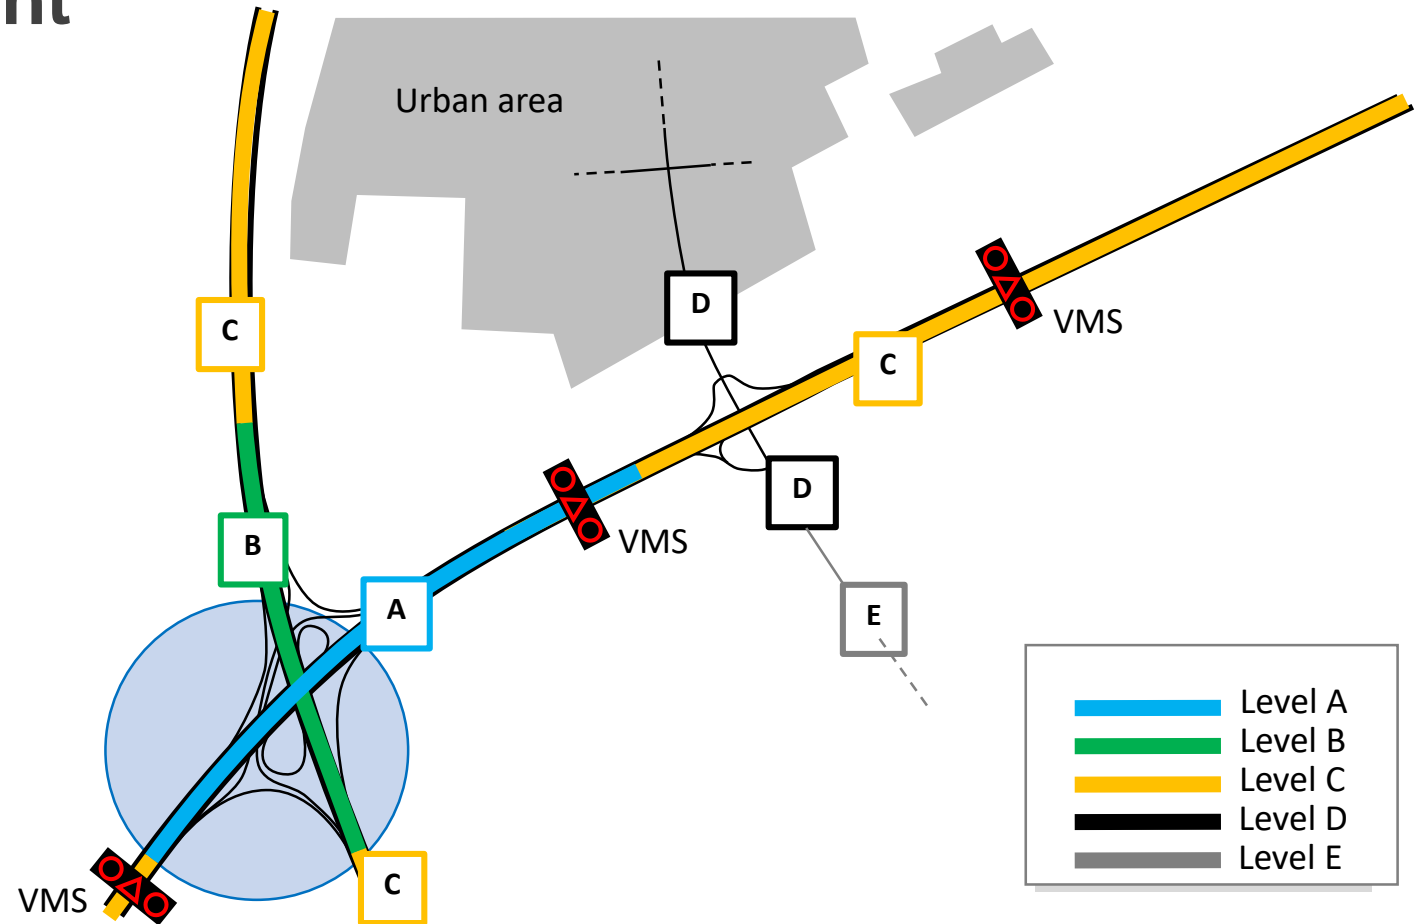 Urban area
D
VMS
C
C
D
VMS
B
A
E
Level A
Level B
Level C
Level D
Level E
C
VMS